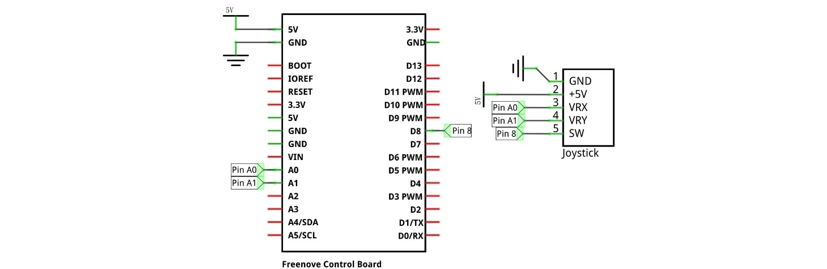 5V
5V
GND
BOOT
IOREF
RESET
3.3V
5V
GND
GND
VIN
Pin A0
A0
Pin A1
A1
A2
A3
A4/SDA
A5/SCL
3.3V
GND
D13
D12
D11 PWM
D10 PWM
D9 PWM
D8
Pin 8
D7
D6 PWM
D5 PWM
D4
D3 PWM
D2
D1/TX
D0/RX
Freenove Control Board
5V
1 GND
2 +5V
Pin A0 3 VRX
Pin A1 4 VRY
Pin 8 5 SW
Joystick